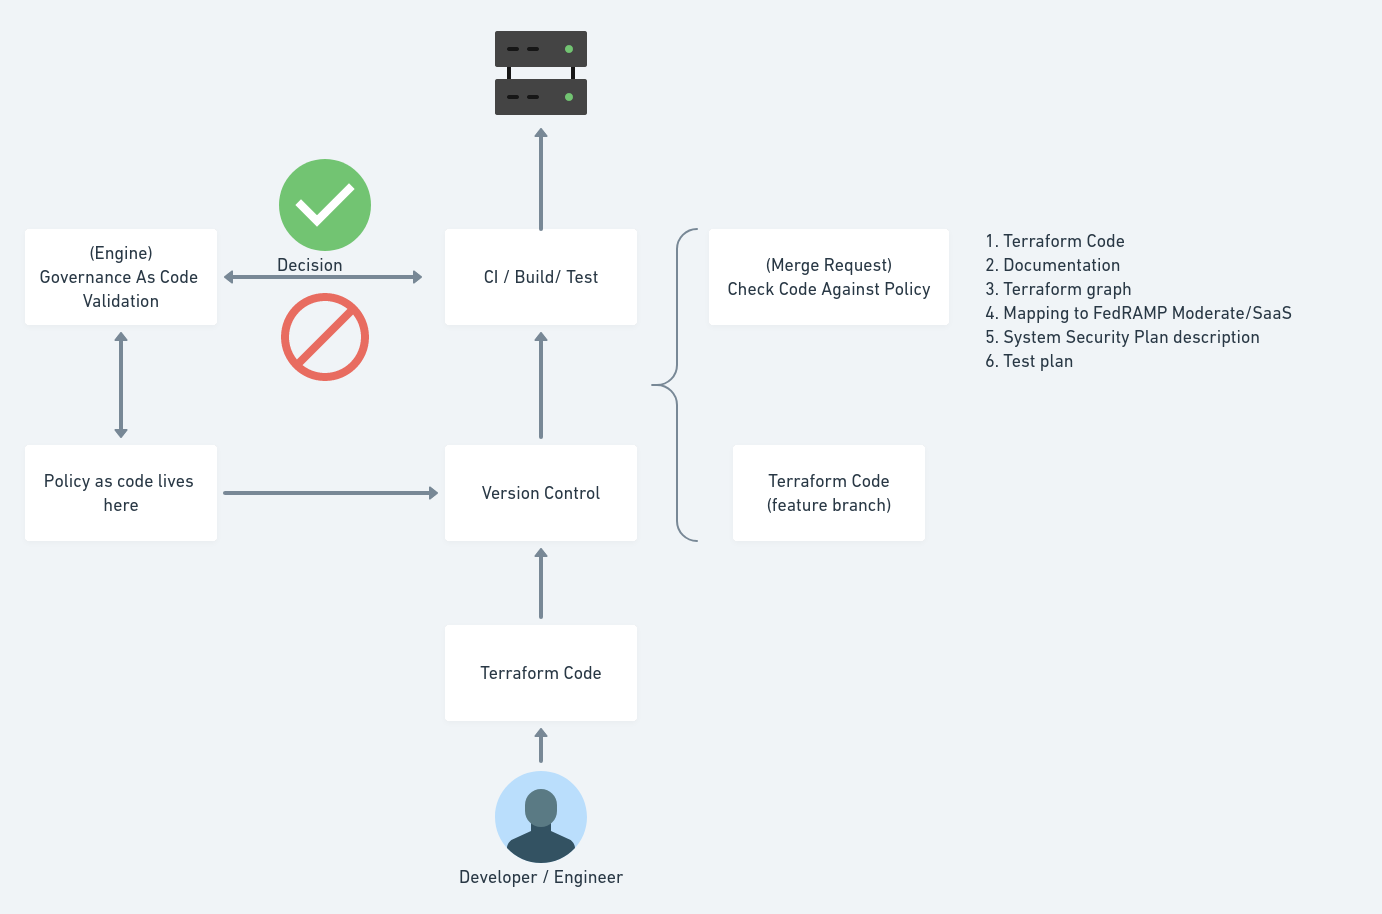 (Engine)
Governance As Code
Validation
Decision
CI / Build/ Test
(Merge Request)
Check Code Against Policy
1. Terraform Code
2. Documentation
3. Terraform graph
4. Mapping to FedRAMP Moderate/SaaS
5. System Security Plan description
6. Test plan
Policy as code lives
here
Version Control
Terraform Code
(feature branch)
Terraform Code
Developer / Engineer